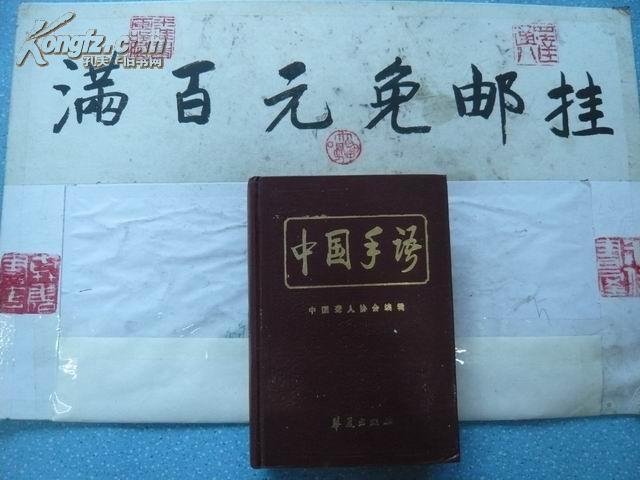 Kongfz.com
孔夫子旧书网
满百元免邮挂
中国手语
中国聋人协会编辑
华夏出版社